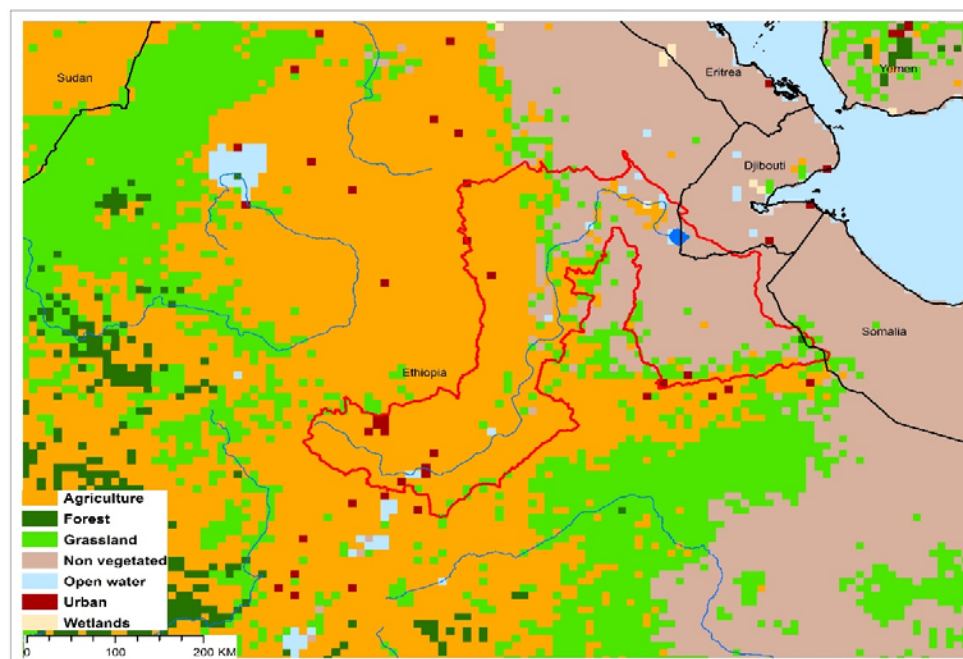 Sudan
Eritrea
Yemen
Djibouti
Somalia
Ethiopia
Agriculture
Forest
Grassland
Non vegetated
Open water
Urban
Wetlands
0 100 200 KM